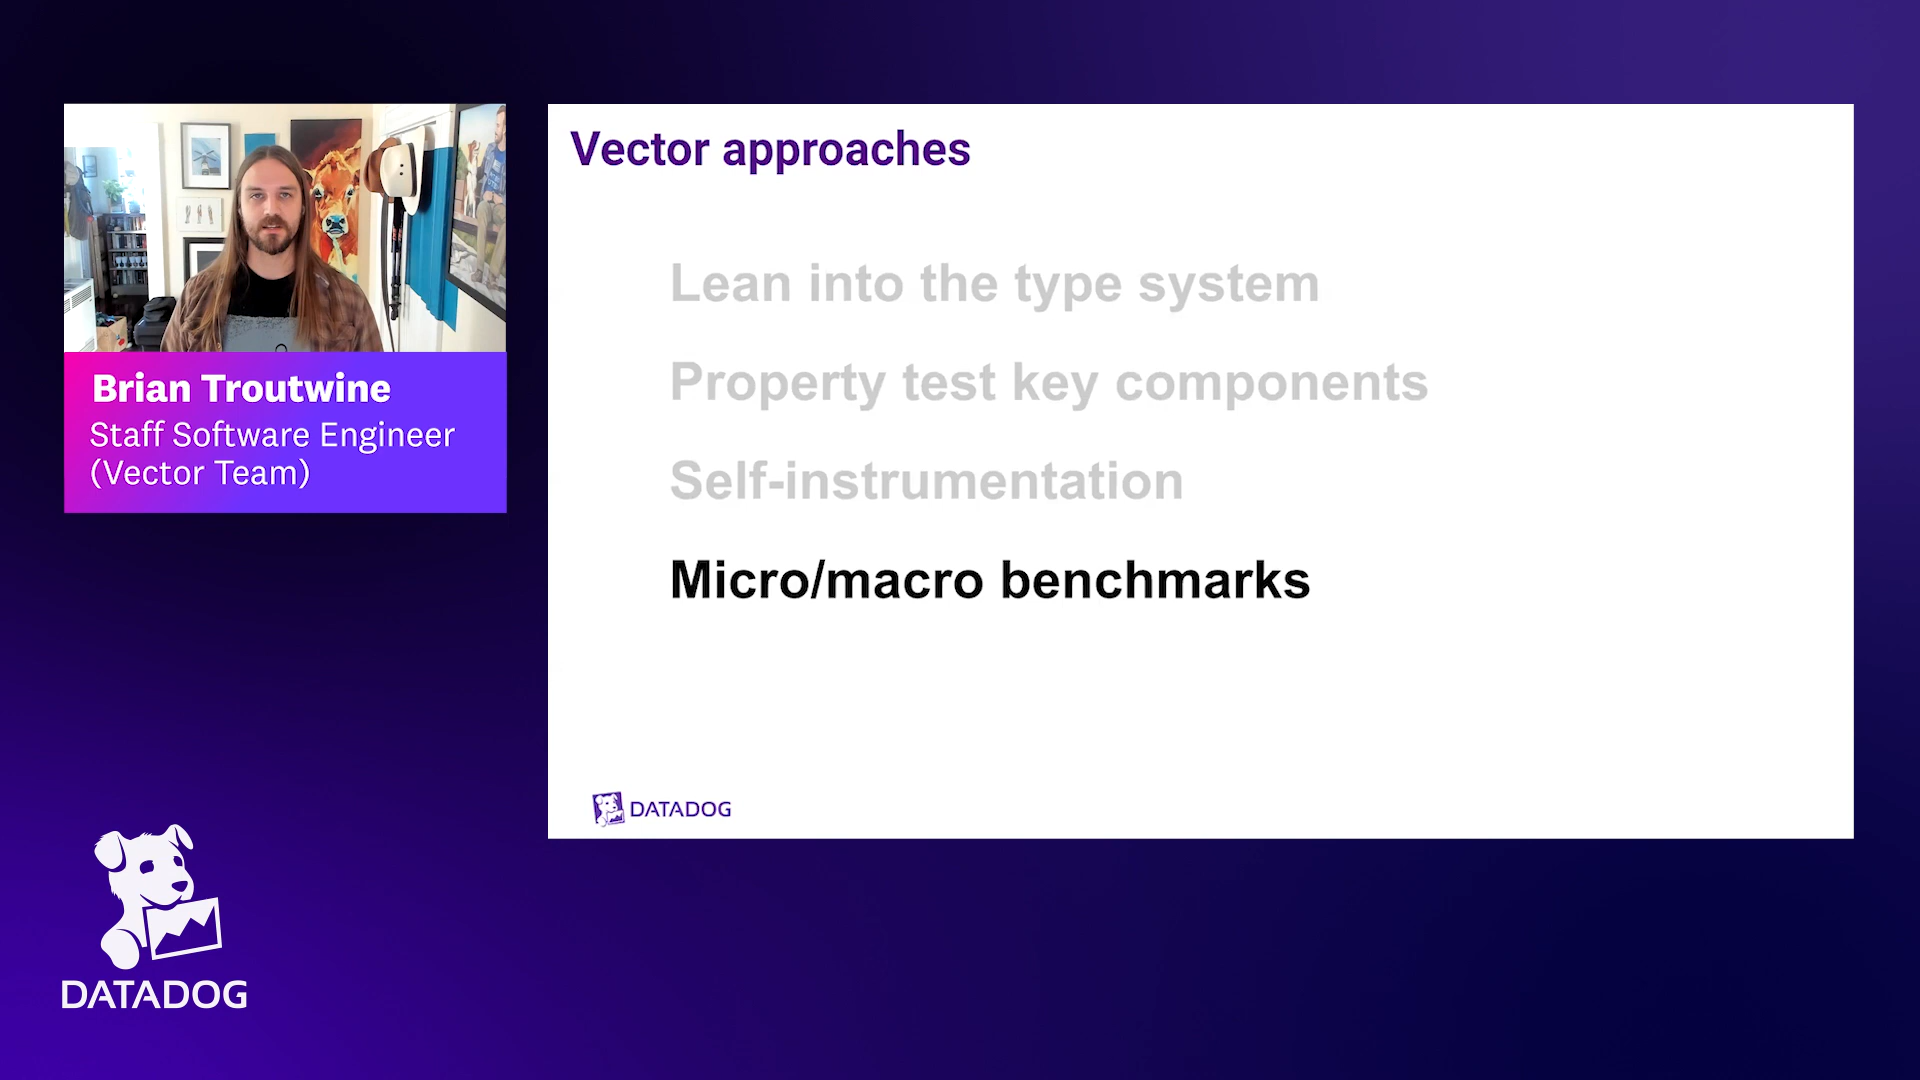 Brian Troutwine
Staff Software Engineer
(Vector Team)
Vector approaches
Lean into the type system
Property test key components
Self-instrumentation
Micro/macro benchmarks
DATADOG
DATADOG